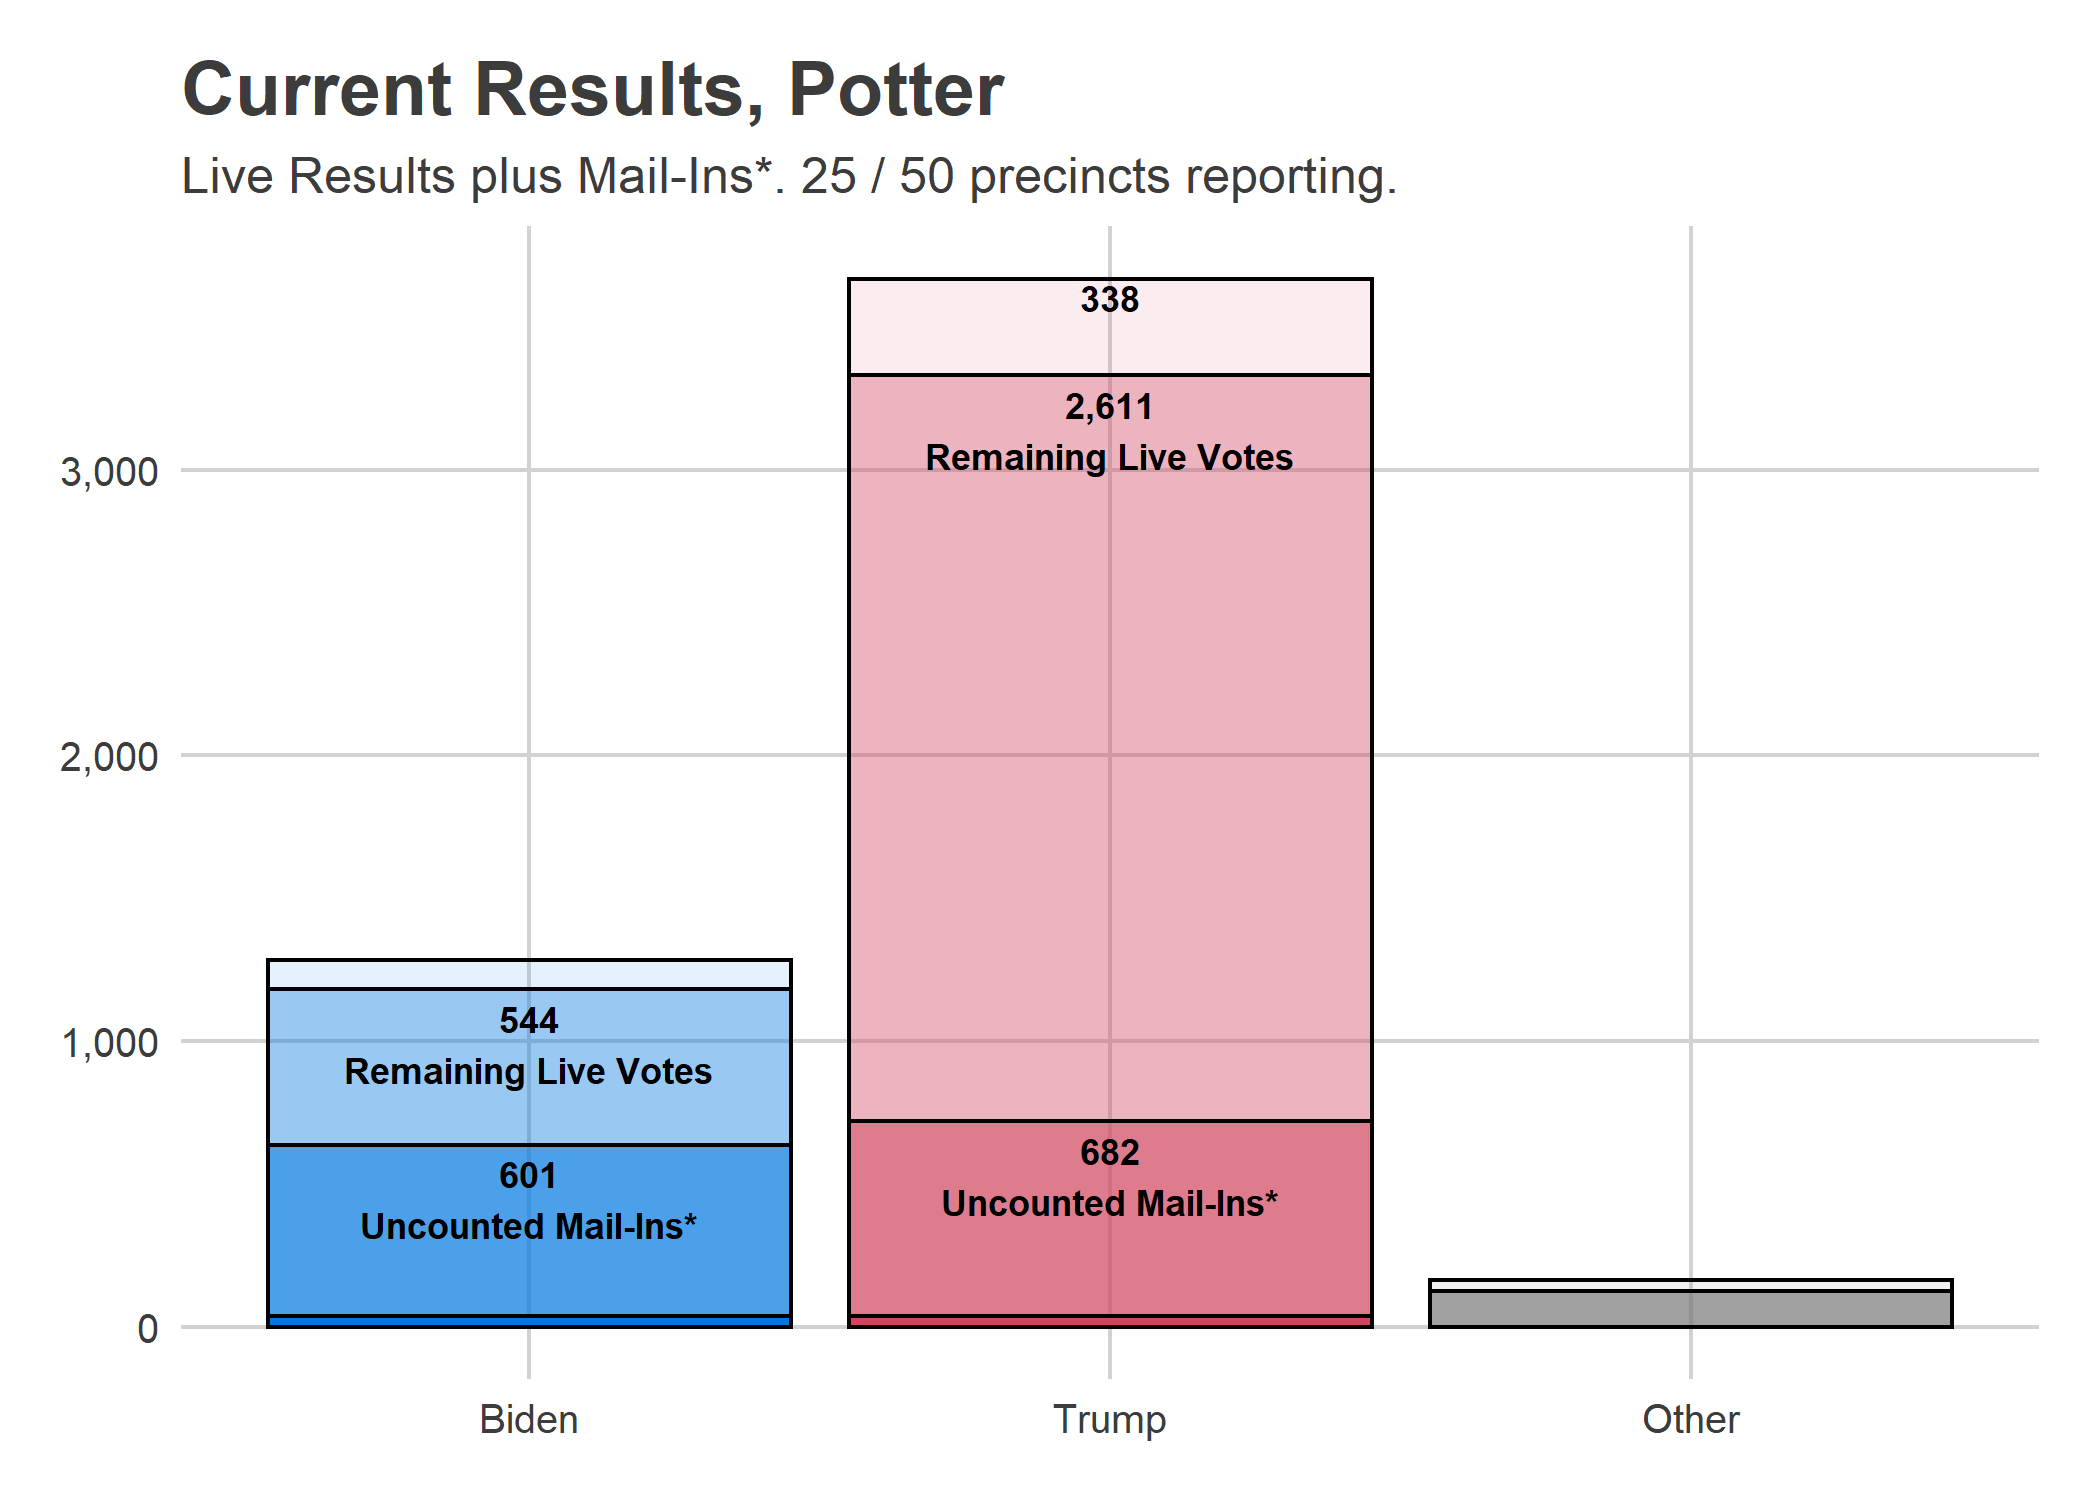 Current Results, Potter
Live Results plus Mail-Ins*. 25 / 50 precincts reporting.
338
2,611
Remaining Live Votes
3,000
2,000
544
Remaining Live Votes
1,000
682
Uncounted Mail-Ins*
601
Uncounted Mail-Ins*
0
Biden
Trump
Other